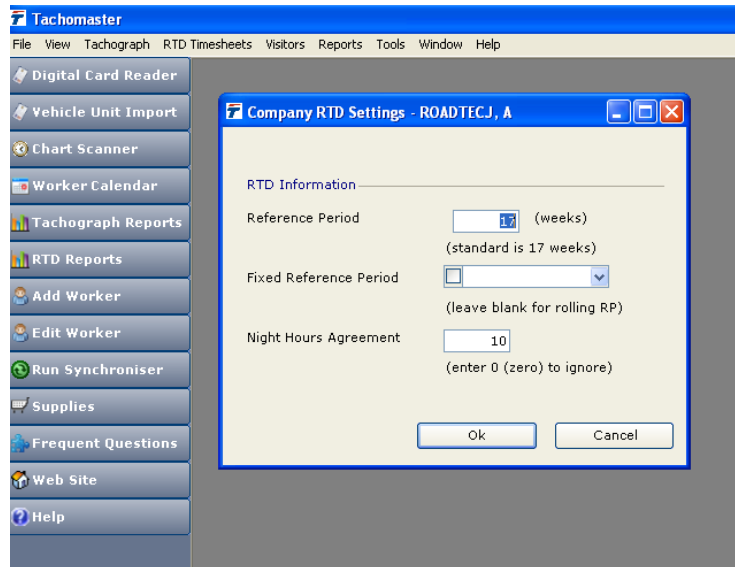 Tachomaster
File View Tachograph RTD Timesheets Visitors Reports Tools Window Help
Digital Card Reader
Vehicle Unit Import
Chart Scanner
Worker Calendar
Tachograph Reports
RTD Reports
Add Worker
Edit Worker
Run Synchroniser
Supplies
Frequent Questions
Web Site
Help
Company RTD Settings - ROADTECJ, A
RTD Information
Reference Period 17 (weeks)
(standard is 17 weeks)
Fixed Reference Period
(leave blank for rolling RP)
Night Hours Agreement 10
(enter 0 (zero) to ignore)
Ok Cancel